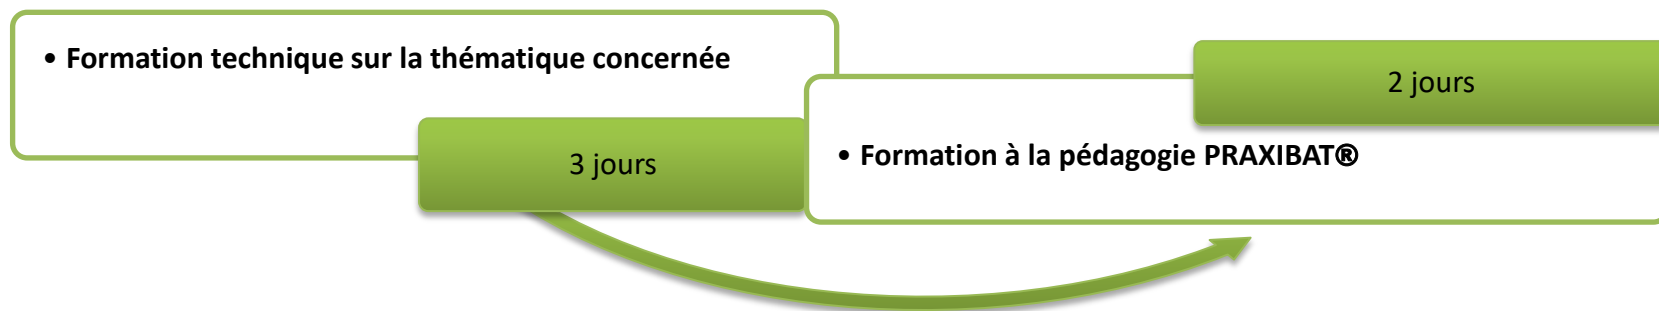 • Formation technique sur la thématique concernée
3 jours
2 jours
• Formation à la pédagogie PRAXIBAT®